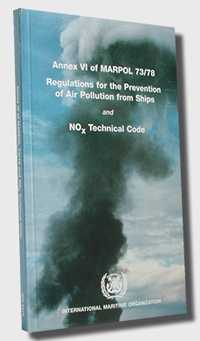 Annex VI of MARPOL 73/78
Regulations for the Prevention
of Air Pollution from Ships
and
NOX Technical Code
INTERNATIONAL MARITIME ORGANIZATION